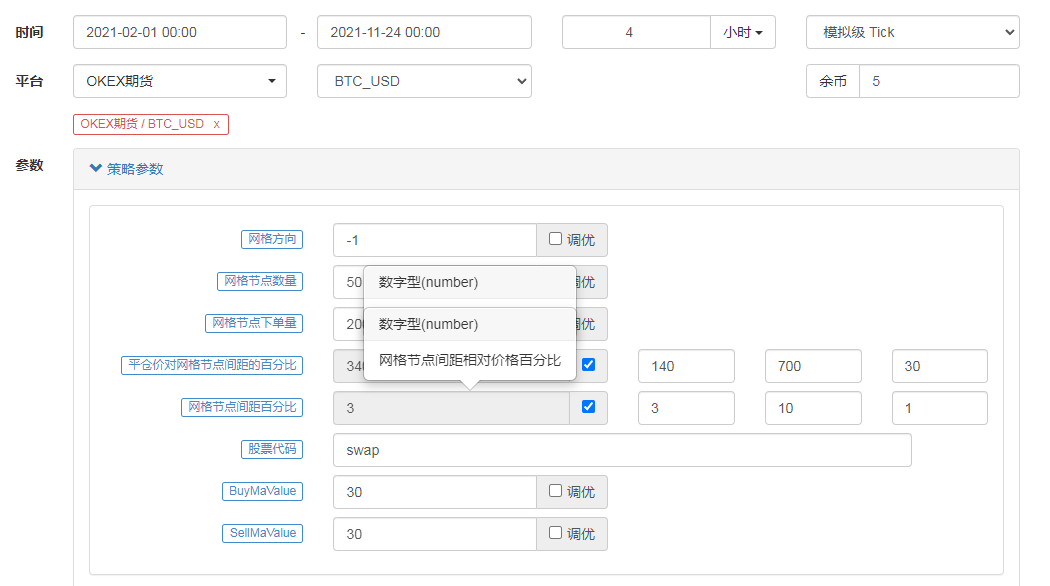 时间 2021-02-01 00:00 - 2021-11-24 00:00 4 小时 模拟级 Tick
平台 OKEX期货 BTC_USD 余币 5
OKEX期货 / BTC_USD x
参数 策略参数
网格方向 -1 调优
网格节点数量 50 数字型(number) 调优
网格节点下单量 200 数字型(number) 调优
平仓价对网格节点间距的百分比 340 网格节点间距相对价格百分比 140 700 30
网格节点间距百分比 3 3 10 1
股票代码 swap
BuyMaValue 30 调优
SellMaValue 30 调优